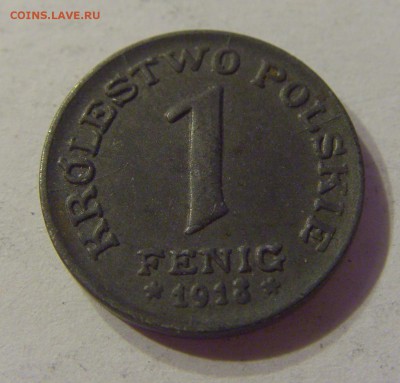 COINS.LAVE.RU
KRÓLESTWO POLSKIE
1
FENIG
* 1918 *